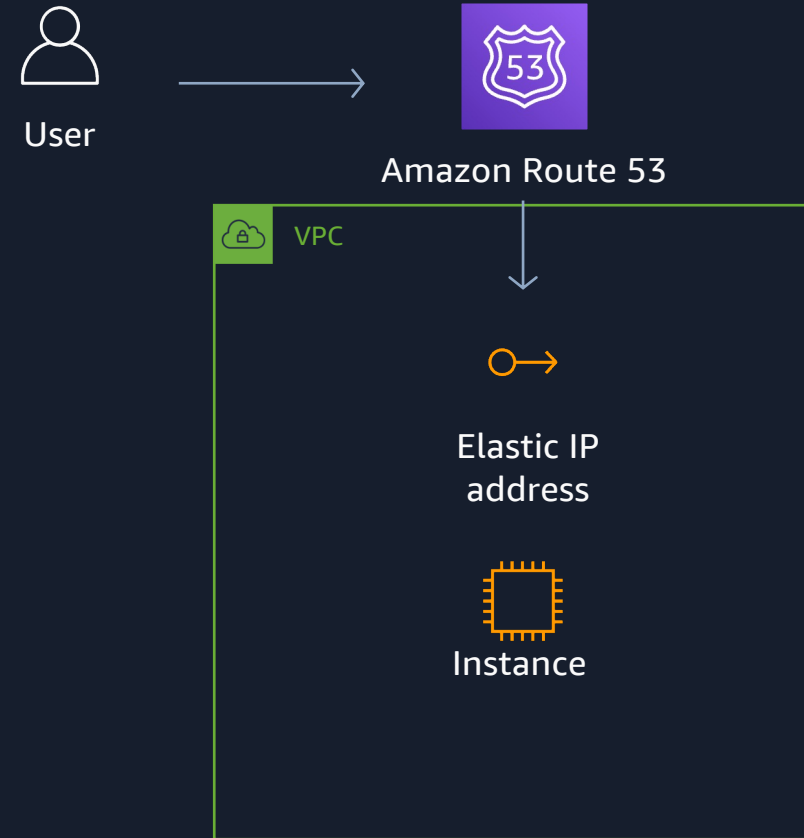 User
53
Amazon Route 53
VPC
Elastic IP
address
Instance